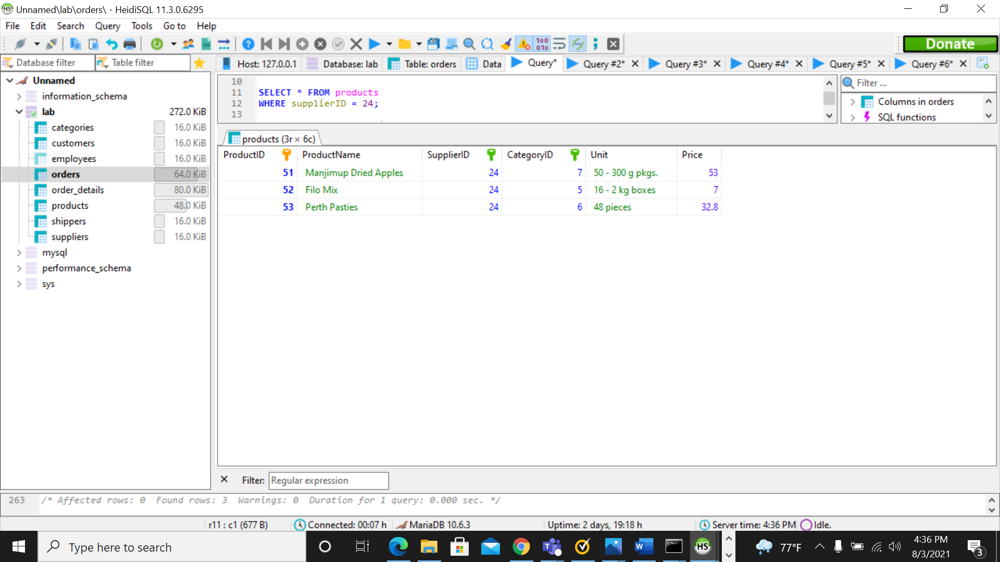 Unnamed\lab\orders\ - HeidiSQL 11.3.0.6295
File Edit Search Query Tools Go to Help
Donate
Database filter Table filter
Host: 127.0.0.1 Database: lab Table: orders Data Query* Query #2* Query #3* Query #4* Query #5* Query #6*
Unnamed
information_schema
lab 272.0 KiB
categories 16.0 KiB
customers 16.0 KiB
employees 16.0 KiB
orders 64.0 KiB
order_details 80.0 KiB
products 48.0 KiB
shippers 16.0 KiB
suppliers 16.0 KiB
mysql
performance_schema
sys
10
11 SELECT * FROM products
12 WHERE supplierID = 24;
13
Filter ...
Columns in orders
SQL functions
products (3r × 6c)
ProductID ProductName SupplierID CategoryID Unit Price
51 Manjimup Dried Apples 24 7 50 - 300 g pkgs. 53
52 Filo Mix 24 5 16 - 2 kg boxes 7
53 Perth Pasties 24 6 48 pieces 32.8
Filter: Regular expression
263 /* Affected rows: 0 Found rows: 3 Warnings: 0 Duration for 1 query: 0.000 sec. */
r11 : c1 (677 B) Connected: 00:07 h MariaDB 10.6.3 Uptime: 2 days, 19:18 h Server time: 4:36 PM Idle.
Type here to search
HS
77°F
4:36 PM
8/3/2021
3